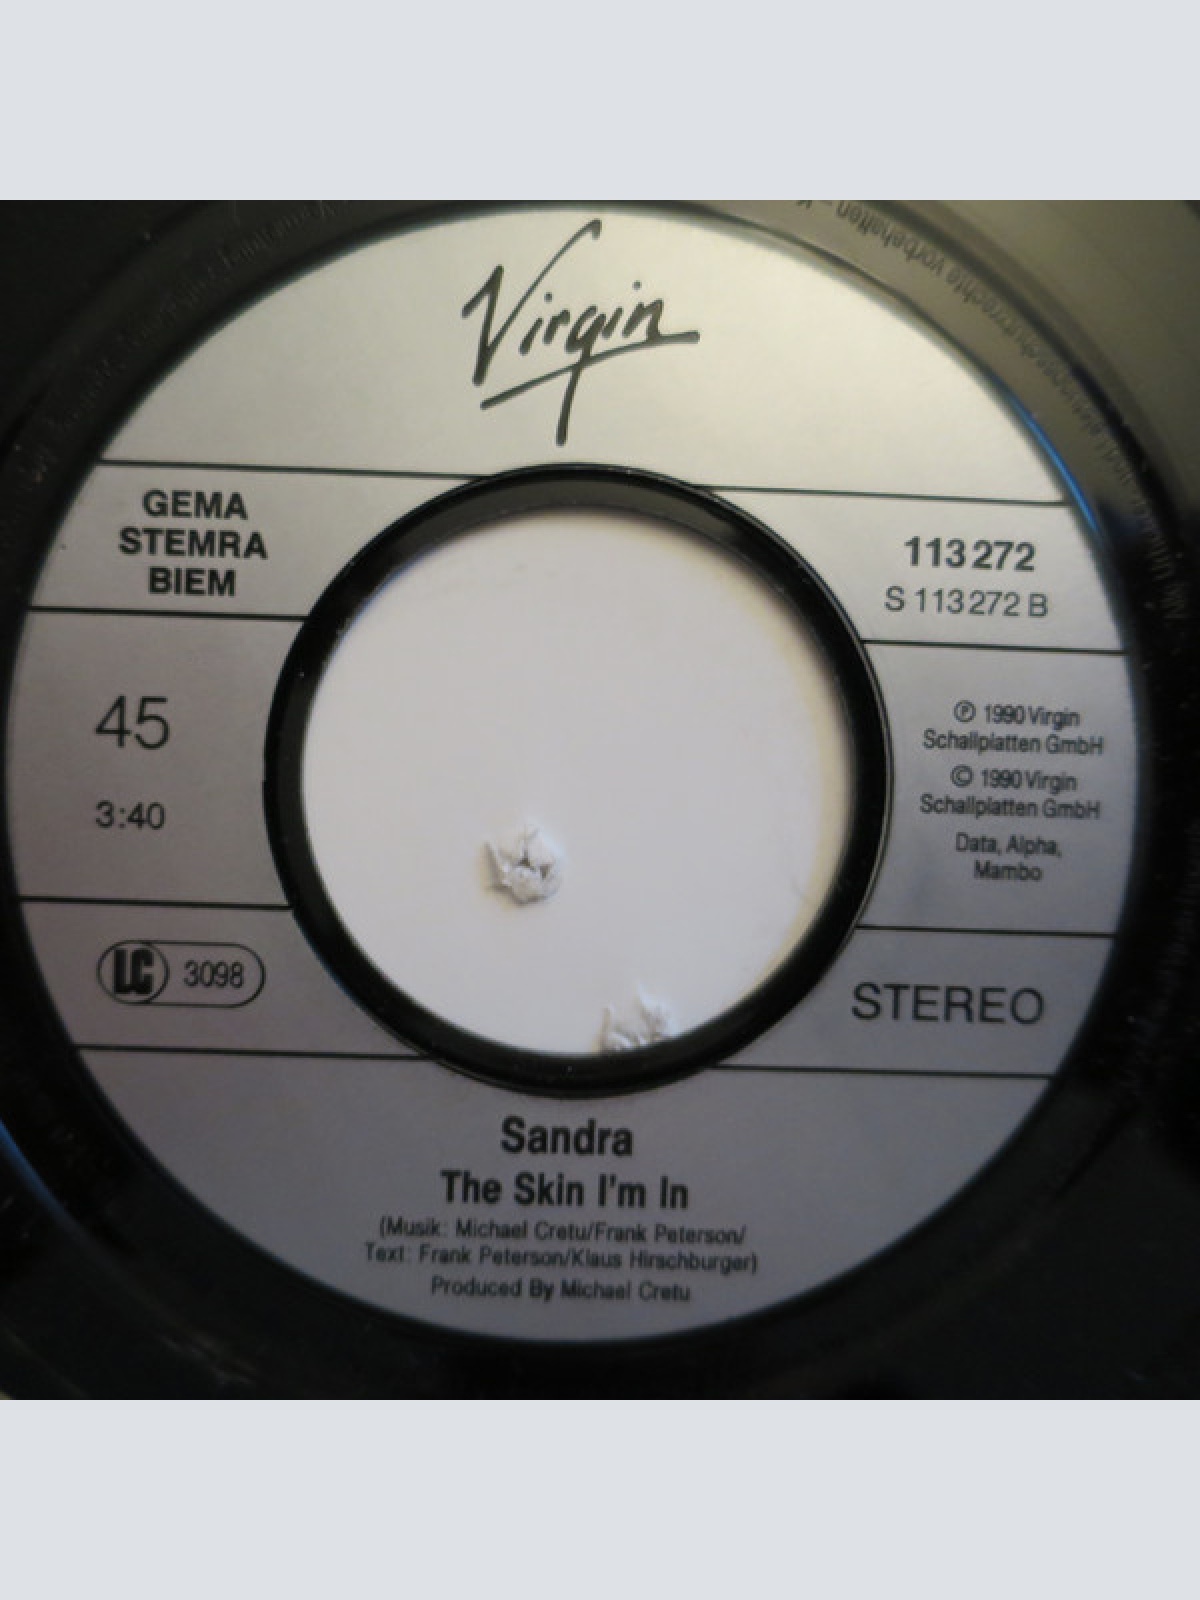 Virgin
GEMA
STEMRA
BIEM
45
3:40
LC 3098
113 272
S 113 272 B
℗ 1990 Virgin
Schallplatten GmbH
© 1990 Virgin
Schallplatten GmbH
Data, Alpha,
Mambo
STEREO
Sandra
The Skin I'm In
(Musik: Michael Cretu/Frank Peterson/
Text: Frank Peterson/Klaus Hirschburger)
Produced By Michael Cretu
vorbehalten –